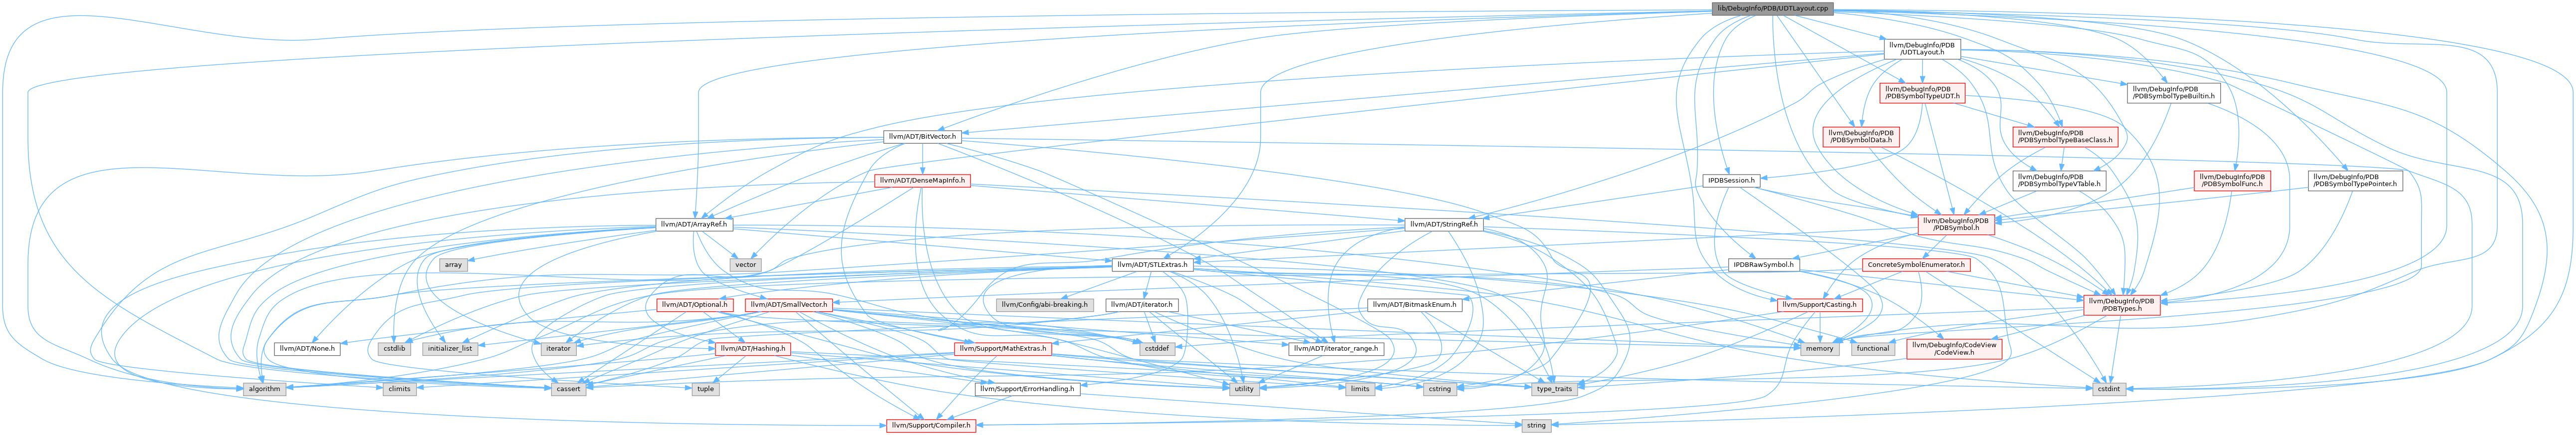 lib/DebugInfo/PDB/UDTLayout.cpp
llvm/DebugInfo/PDB
/UDTLayout.h
llvm/DebugInfo/PDB
/PDBSymbolTypeUDT.h
llvm/DebugInfo/PDB
/PDBSymbolTypeBuiltin.h
llvm/ADT/BitVector.h
llvm/DebugInfo/PDB
/PDBSymbolData.h
llvm/DebugInfo/PDB
/PDBSymbolTypeBaseClass.h
llvm/ADT/DenseMapInfo.h
IPDBSession.h
llvm/DebugInfo/PDB
/PDBSymbolTypeVTable.h
llvm/DebugInfo/PDB
/PDBSymbolFunc.h
llvm/DebugInfo/PDB
/PDBSymbolTypePointer.h
llvm/ADT/ArrayRef.h
llvm/ADT/StringRef.h
llvm/DebugInfo/PDB
/PDBSymbol.h
array
vector
llvm/ADT/STLExtras.h
IPDBRawSymbol.h
ConcreteSymbolEnumerator.h
llvm/ADT/Optional.h
llvm/ADT/SmallVector.h
llvm/Config/abi-breaking.h
llvm/ADT/iterator.h
llvm/ADT/BitmaskEnum.h
llvm/Support/Casting.h
llvm/DebugInfo/PDB
/PDBTypes.h
llvm/ADT/None.h
cstdlib
initializer_list
iterator
llvm/ADT/Hashing.h
llvm/Support/MathExtras.h
cstddef
llvm/ADT/iterator_range.h
memory
functional
llvm/DebugInfo/CodeView
/CodeView.h
algorithm
climits
cassert
tuple
llvm/Support/ErrorHandling.h
utility
limits
cstring
type_traits
cstdint
llvm/Support/Compiler.h
string